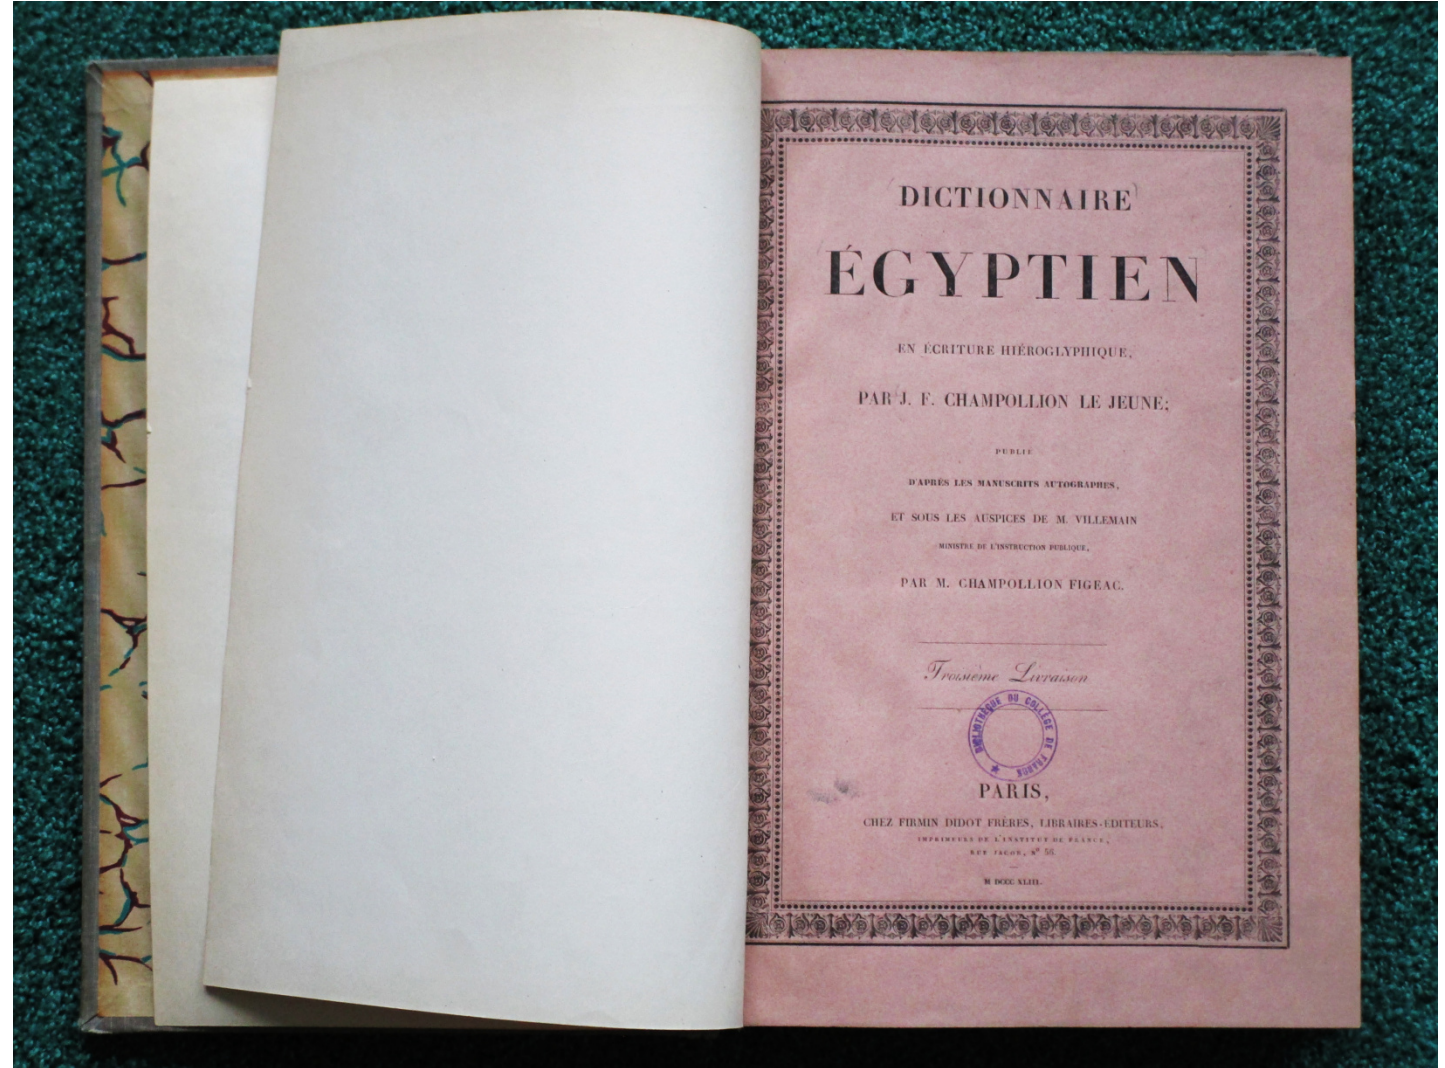 DICTIONNAIRE
ÉGYPTIEN
EN ÉCRITURE HIÉROGLYPHIQUE,
PAR J. F. CHAMPOLLION LE JEUNE;
PUBLIÉ
D'APRÈS LES MANUSCRITS AUTOGRAPHES,
ET SOUS LES AUSPICES DE M. VILLEMAIN
MINISTRE DE L'INSTRUCTION PUBLIQUE,
PAR M. CHAMPOLLION FIGEAC.
Troisième Livraison
BIBLIOTHÈQUE DU COLLÈGE DE FRANCE
PARIS,
CHEZ FIRMIN DIDOT FRÈRES, LIBRAIRES-ÉDITEURS,
IMPRIMEURS DE L'INSTITUT DE FRANCE,
RUE JACOB, Nº 56.
M DCCC XLIII.